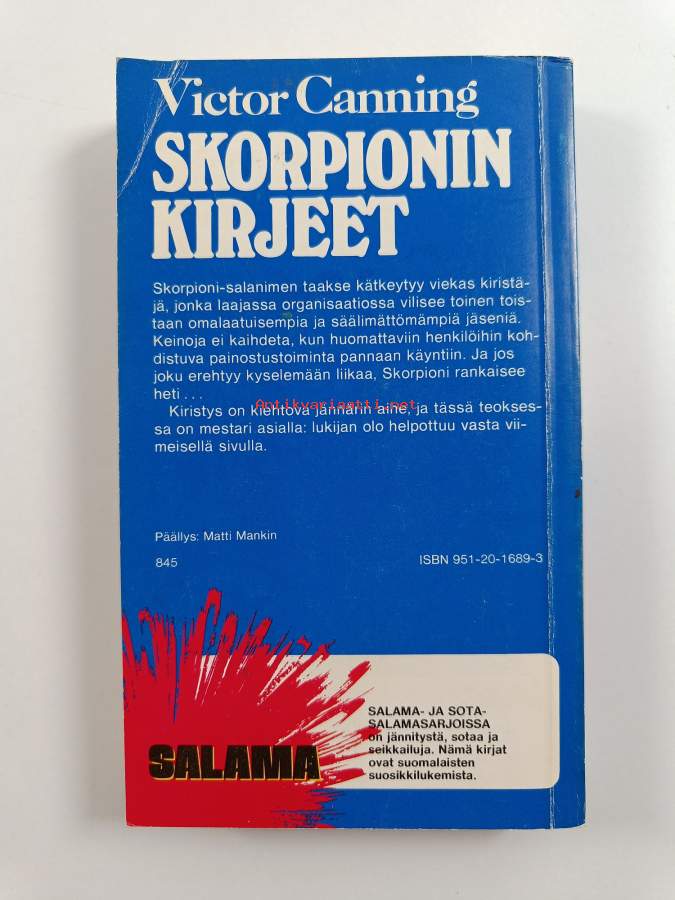 Victor Canning
SKORPIONIN
KIRJEET
Skorpioni-salanimen taakse kätkeytyy viekas kiristä-
jä, jonka laajassa organisaatiossa vilisee toinen tois-
taan omalaatuisempia ja säälimättömämpiä jäseniä.
Keinoja ei kaihdeta, kun huomattaviin henkilöihin koh-
distuva painostustoiminta pannaan käyntiin. Ja jos
joku erehtyy kyselemään liikaa, Skorpioni rankaisee
heti ...
Antikvariaatti.net
Kiristys on kiehtova jännärin aihe, ja tässä teokses-
sa on mestari asialla: lukijan olo helpottuu vasta vii-
meisellä sivulla.
Päällys: Matti Mankin
845
ISBN 951-20-1689-3
SALAMA- JA SOTA-
SALAMASARJOISSA
on jännitystä, sotaa ja
seikkailuja. Nämä kirjat
ovat suomalaisten
suosikkilukemista.
SALAMA